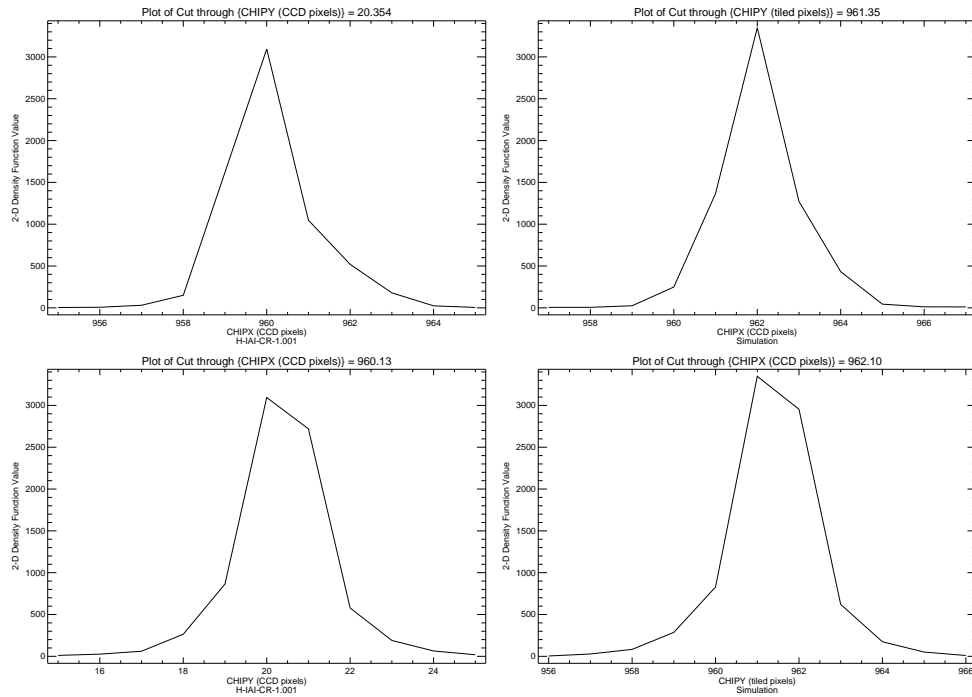 Plot of Cut through {CHIPY (CCD pixels)} = 20.354
2-D Density Function Value
3000
2500
2000
1500
1000
500
0
956 958 960 962 964
CHIPX (CCD pixels)
H-IAI-CR-1.001
Plot of Cut through {CHIPY (tiled pixels)} = 961.35
2-D Density Function Value
3000
2500
2000
1500
1000
500
0
958 960 962 964 966
CHIPX (CCD pixels)
Simulation
Plot of Cut through {CHIPX (CCD pixels)} = 960.13
2-D Density Function Value
3000
2500
2000
1500
1000
500
0
16 18 20 22 24
CHIPY (CCD pixels)
H-IAI-CR-1.001
Plot of Cut through {CHIPX (CCD pixels)} = 962.10
2-D Density Function Value
3000
2500
2000
1500
1000
500
0
956 958 960 962 964 966
CHIPY (tiled pixels)
Simulation